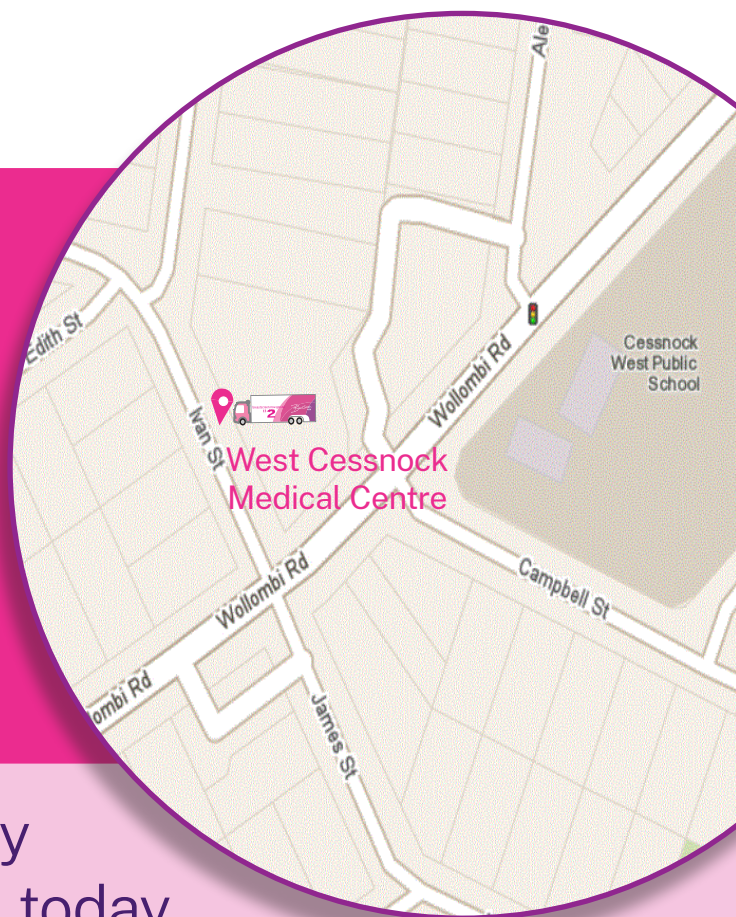 Ale
Edith St
Wollombi Rd
Cessnock
West Public
School
Ivan St
2
West Cessnock
Medical Centre
Wollombi Rd
Campbell St
ombi Rd
James St
y
today